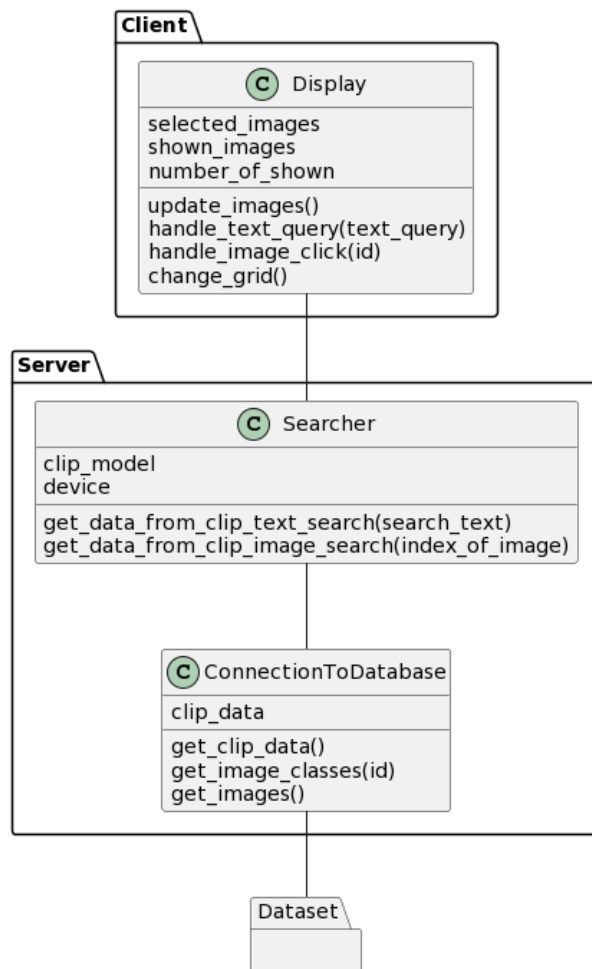 Client
C Display
selected_images
shown_images
number_of_shown
update_images()
handle_text_query(text_query)
handle_image_click(id)
change_grid()
Server
C Searcher
clip_model
device
get_data_from_clip_text_search(search_text)
get_data_from_clip_image_search(index_of_image)
C ConnectionToDatabase
clip_data
get_clip_data()
get_image_classes(id)
get_images()
Dataset